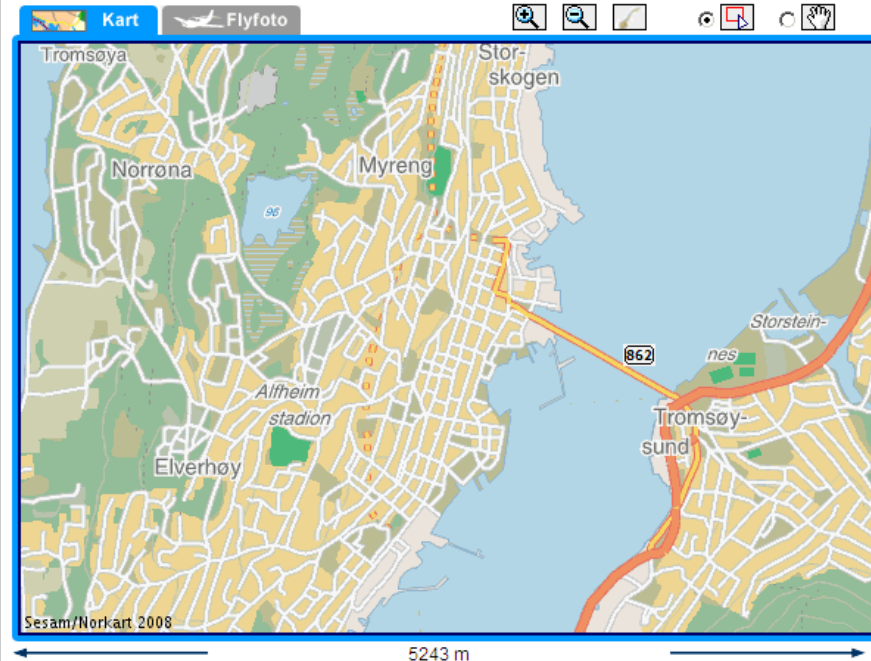 Kart
Flyfoto
Tromsøya
Stor-
skogen
Norrøna
Myreng
96
862
Storstein-
nes
Alfheim
stadion
Tromsøy-
sund
Elverhøy
Sesam/Norkart 2008
5243 m